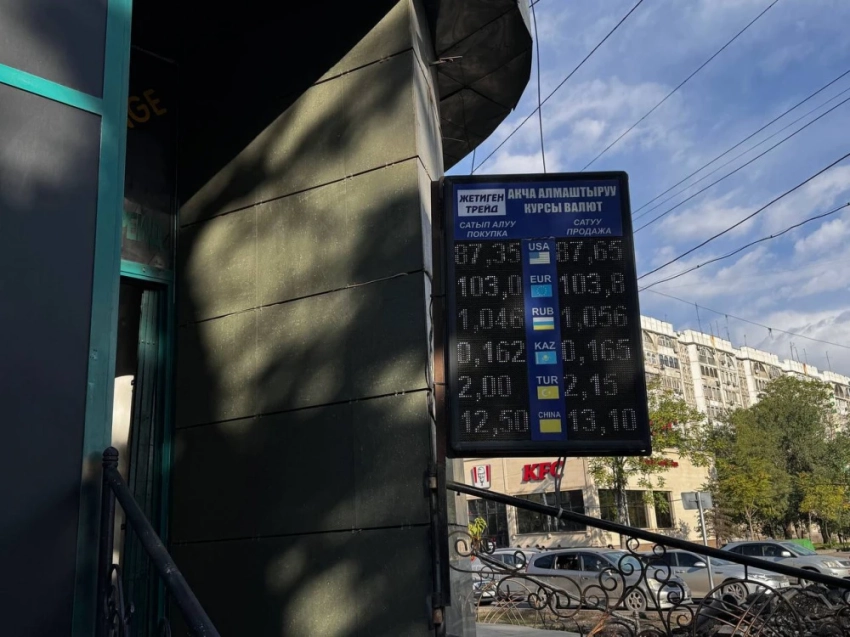 GE
ЖЕТИГЕН
ТРЕЙД
АКЧА АЛМАШТЫРУУ
КУРСЫ ВАЛЮТ
САТЫП АЛУУ
ПОКУПКА
САТУУ
ПРОДАЖА
87,35 USA 87,65
103,0 EUR 103,8
1,046 RUB 1,056
0,162 KAZ 0,165
2,00 TUR 2,15
12,50 CHINA 13,10
KFC